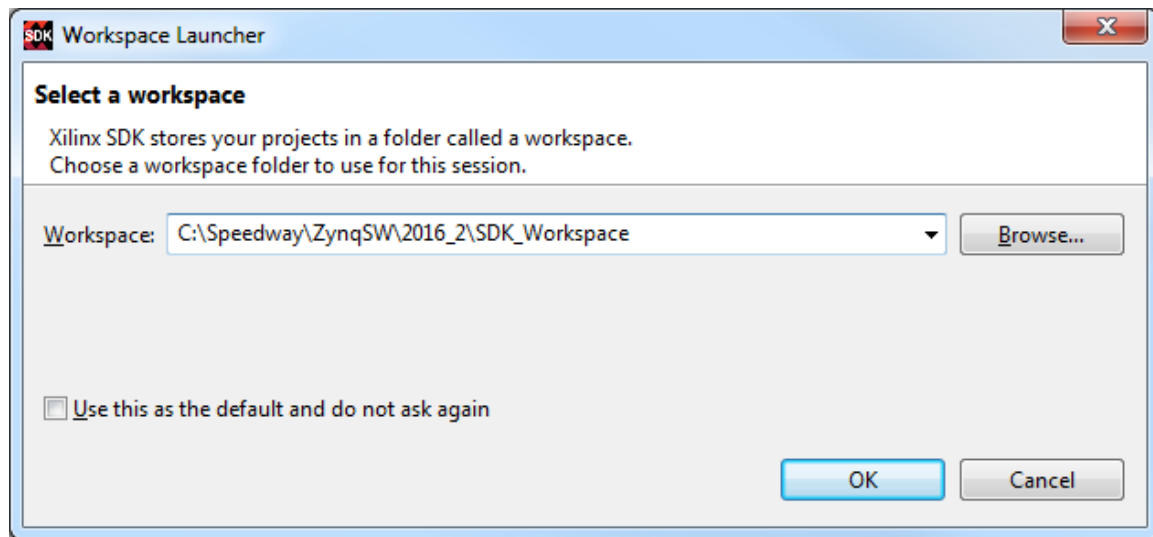 SDK Workspace Launcher
Select a workspace
Xilinx SDK stores your projects in a folder called a workspace.
Choose a workspace folder to use for this session.
Workspace: C:\Speedway\ZynqSW\2016_2\SDK_Workspace Browse...
Use this as the default and do not ask again
OK Cancel